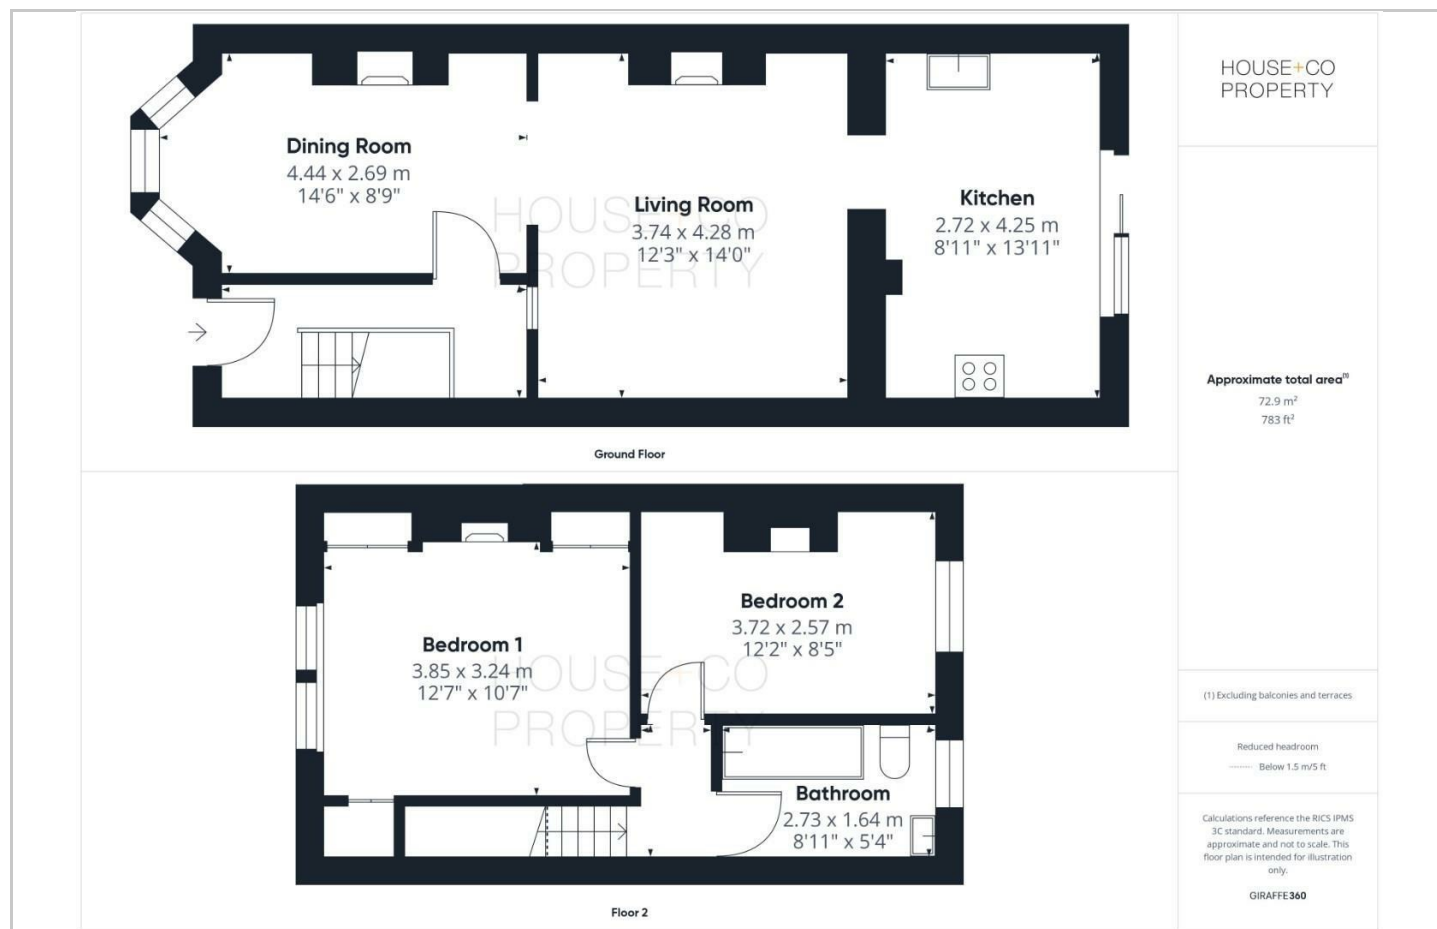 Dining Room
4.44 x 2.69 m
14'6" x 8'9"
Living Room
3.74 x 4.28 m
12'3" x 14'0"
Kitchen
2.72 x 4.25 m
8'11" x 13'11"
HOUSE+CO
PROPERTY
Ground Floor
Bedroom 1
3.85 x 3.24 m
12'7" x 10'7"
Bedroom 2
3.72 x 2.57 m
12'2" x 8'5"
Bathroom
2.73 x 1.64 m
8'11" x 5'4"
HOUSE+CO
PROPERTY
Floor 2
HOUSE+CO
PROPERTY
Approximate total area(1)
72.9 m²
783 ft²
(1) Excluding balconies and terraces
Reduced headroom
Below 1.5 m/5 ft
Calculations reference the RICS IPMS
3C standard. Measurements are
approximate and not to scale. This
floor plan is intended for illustration
only.
GIRAFFE360